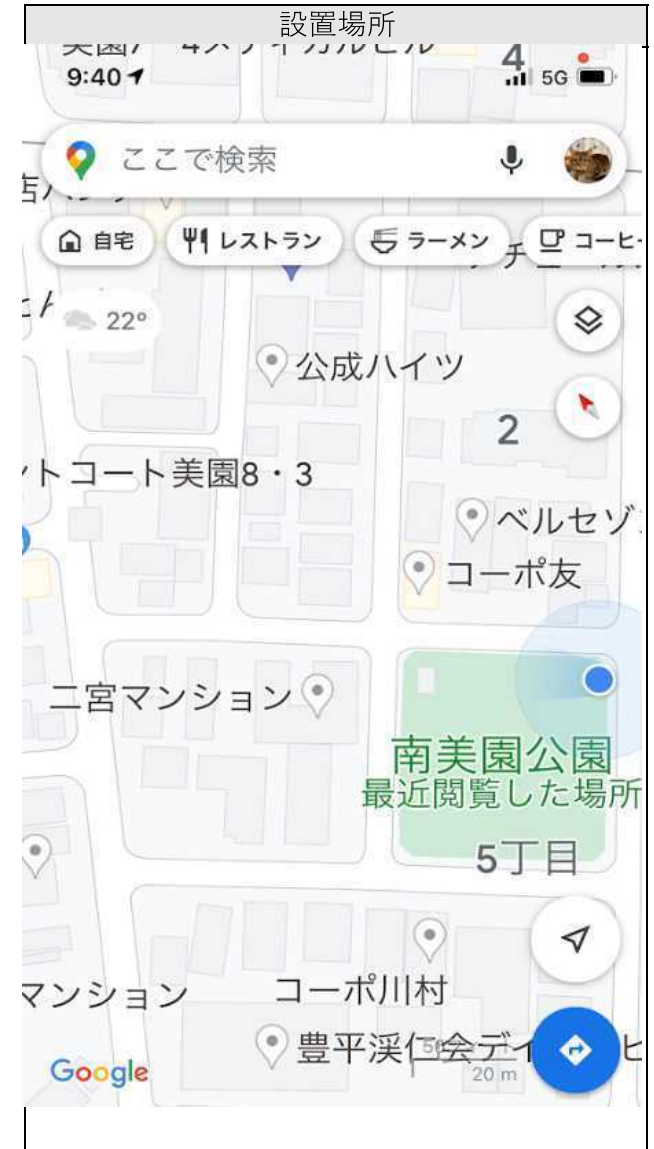 設置場所
4
9:40
5G
ここで検索
自宅
レストラン
ラーメン
コーヒ
22°
公成ハイツ
2
トコート美園8・3
ベルセゾ
コーポ友
二宮マンション
南美園公園
最近閲覧した場所
5丁目
コーポ川村
マンション
豊平渓仁会デイ
Google
20 m